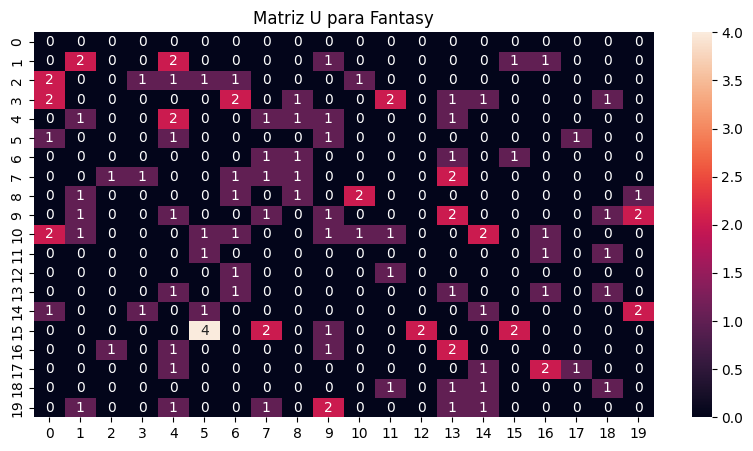 Matriz U para Fantasy
0 0 0 0 0 0 0 0 0 0 0 0 0 0 0 0 0 0 0 0 0
1 0 2 0 0 2 0 0 0 0 1 0 0 0 0 0 1 1 0 0 0
2 2 0 0 1 1 1 1 0 0 0 1 0 0 0 0 0 0 0 0 0
3 2 0 0 0 0 0 2 0 1 0 0 2 0 1 1 0 0 0 1 0
4 0 1 0 0 2 0 0 1 1 1 0 0 0 1 0 0 0 0 0 0
5 1 0 0 0 1 0 0 0 0 1 0 0 0 0 0 0 0 1 0 0
6 0 0 0 0 0 0 0 1 1 0 0 0 0 1 0 1 0 0 0 0
7 0 0 1 1 0 0 1 1 1 0 0 0 0 2 0 0 0 0 0 0
8 0 1 0 0 0 0 1 0 1 0 2 0 0 0 0 0 0 0 0 1
9 0 1 0 0 1 0 0 1 0 1 0 0 0 2 0 0 0 0 1 2
10 2 1 0 0 0 1 1 0 0 1 1 1 0 0 2 0 1 0 0 0
11 0 0 0 0 0 1 0 0 0 0 0 0 0 0 0 0 1 0 1 0
12 0 0 0 0 0 0 1 0 0 0 0 1 0 0 0 0 0 0 0 0
13 0 0 0 0 1 0 1 0 0 0 0 0 0 1 0 0 1 0 1 0
14 1 0 0 1 0 1 0 0 0 0 0 0 0 0 1 0 0 0 0 2
15 0 0 0 0 0 4 0 2 0 1 0 0 2 0 0 2 0 0 0 0
16 0 0 1 0 1 0 0 0 0 1 0 0 0 2 0 0 0 0 0 0
17 0 0 0 0 1 0 0 0 0 0 0 0 0 0 1 0 2 1 0 0
18 0 0 0 0 0 0 0 0 0 0 0 1 0 1 1 0 0 0 1 0
19 0 1 0 0 1 0 0 1 0 2 0 0 0 1 1 0 0 0 0 0
0 1 2 3 4 5 6 7 8 9 10 11 12 13 14 15 16 17 18 19
4.0
3.5
3.0
2.5
2.0
1.5
1.0
0.5
0.0